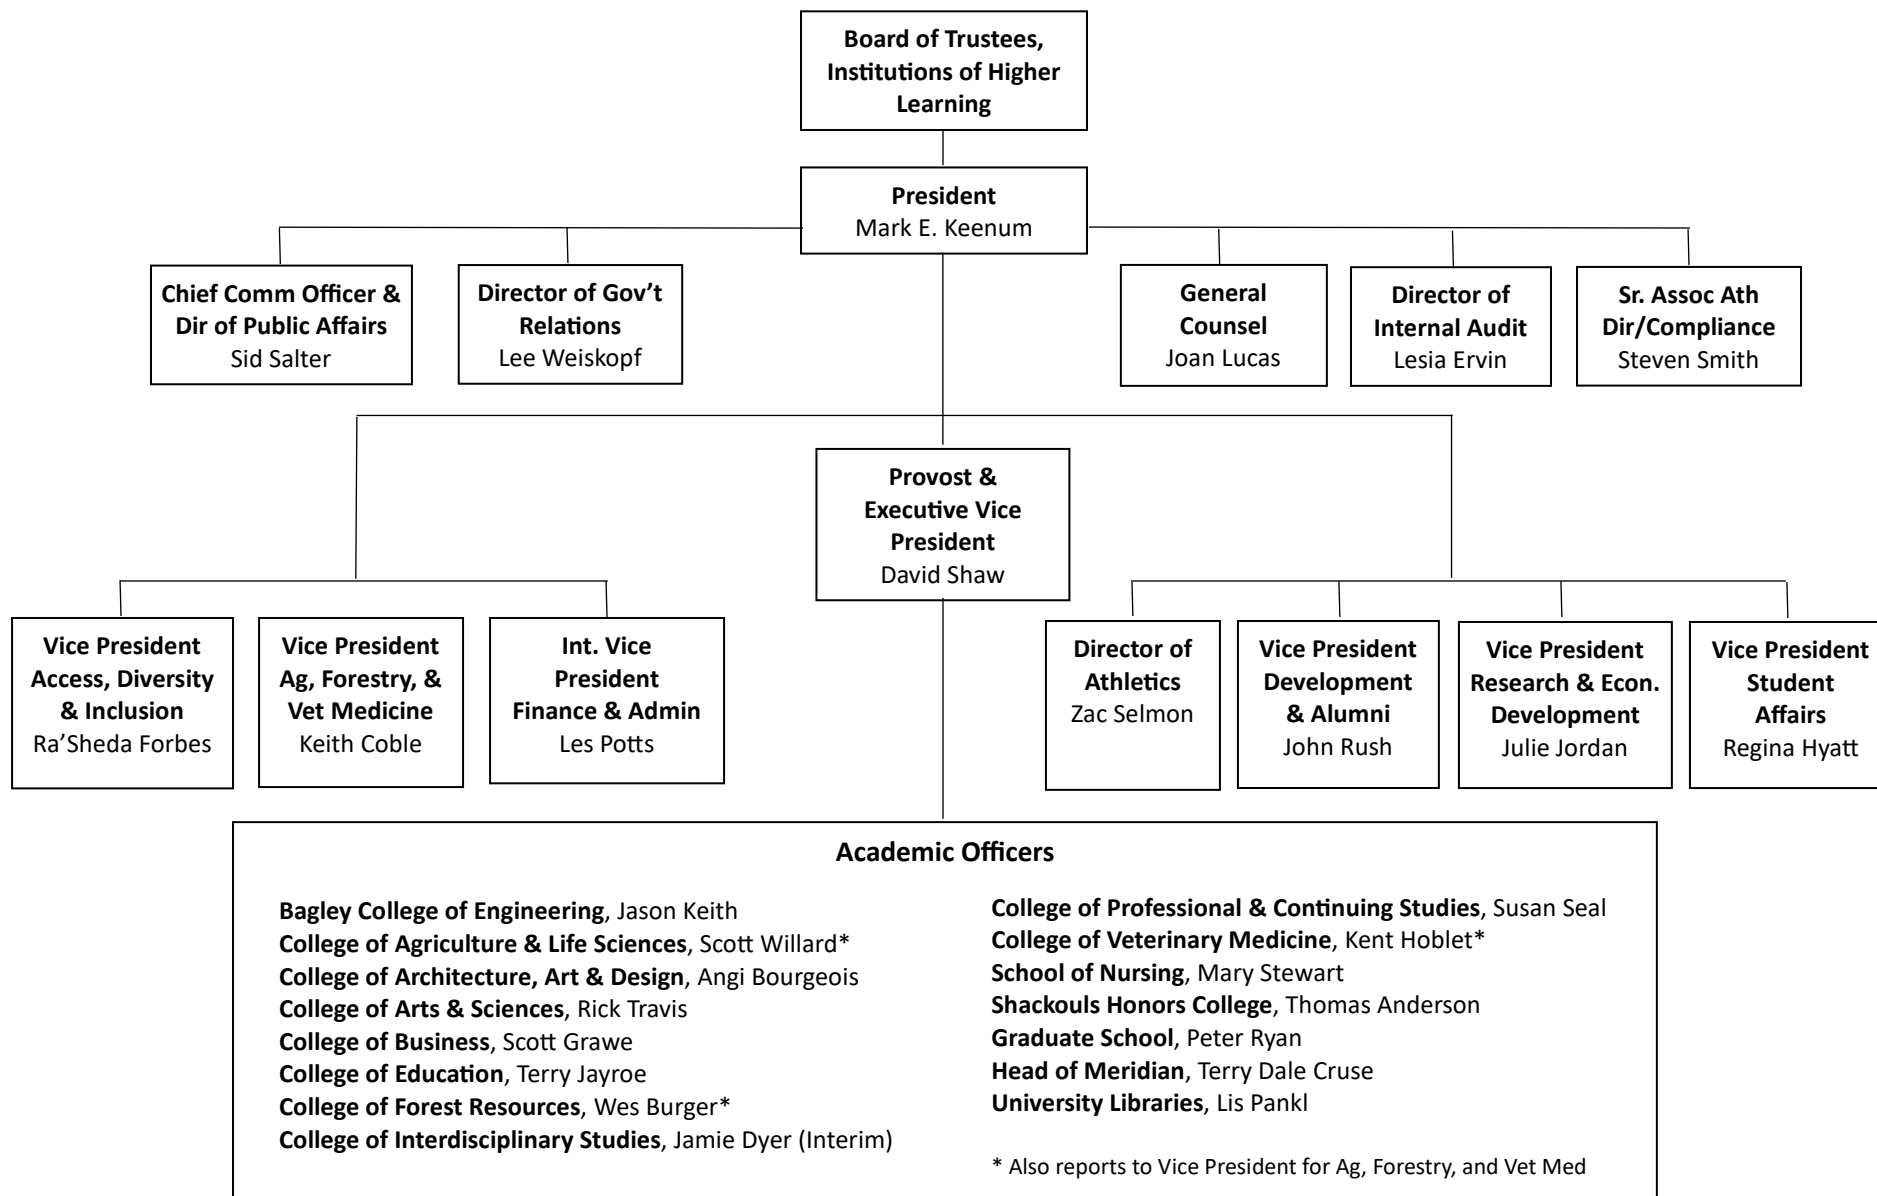 Board of Trustees,
Institutions of Higher
Learning
President
Mark E. Keenum
Chief Comm Officer &
Dir of Public Affairs
Sid Salter
Director of Gov’t
Relations
Lee Weiskopf
General
Counsel
Joan Lucas
Director of
Internal Audit
Lesia Ervin
Sr. Assoc Ath
Dir/Compliance
Steven Smith
Provost &
Executive Vice
President
David Shaw
Vice President
Access, Diversity
& Inclusion
Ra’Sheda Forbes
Vice President
Ag, Forestry, &
Vet Medicine
Keith Coble
Int. Vice
President
Finance & Admin
Les Potts
Director of
Athletics
Zac Selmon
Vice President
Development
& Alumni
John Rush
Vice President
Research & Econ.
Development
Julie Jordan
Vice President
Student
Affairs
Regina Hyatt
Academic Officers
Bagley College of Engineering, Jason Keith
College of Agriculture & Life Sciences, Scott Willard*
College of Architecture, Art & Design, Angi Bourgeois
College of Arts & Sciences, Rick Travis
College of Business, Scott Grawe
College of Education, Terry Jayroe
College of Forest Resources, Wes Burger*
College of Interdisciplinary Studies, Jamie Dyer (Interim)
College of Professional & Continuing Studies, Susan Seal
College of Veterinary Medicine, Kent Hoblet*
School of Nursing, Mary Stewart
Shackouls Honors College, Thomas Anderson
Graduate School, Peter Ryan
Head of Meridian, Terry Dale Cruse
University Libraries, Lis Pankl
* Also reports to Vice President for Ag, Forestry, and Vet Med